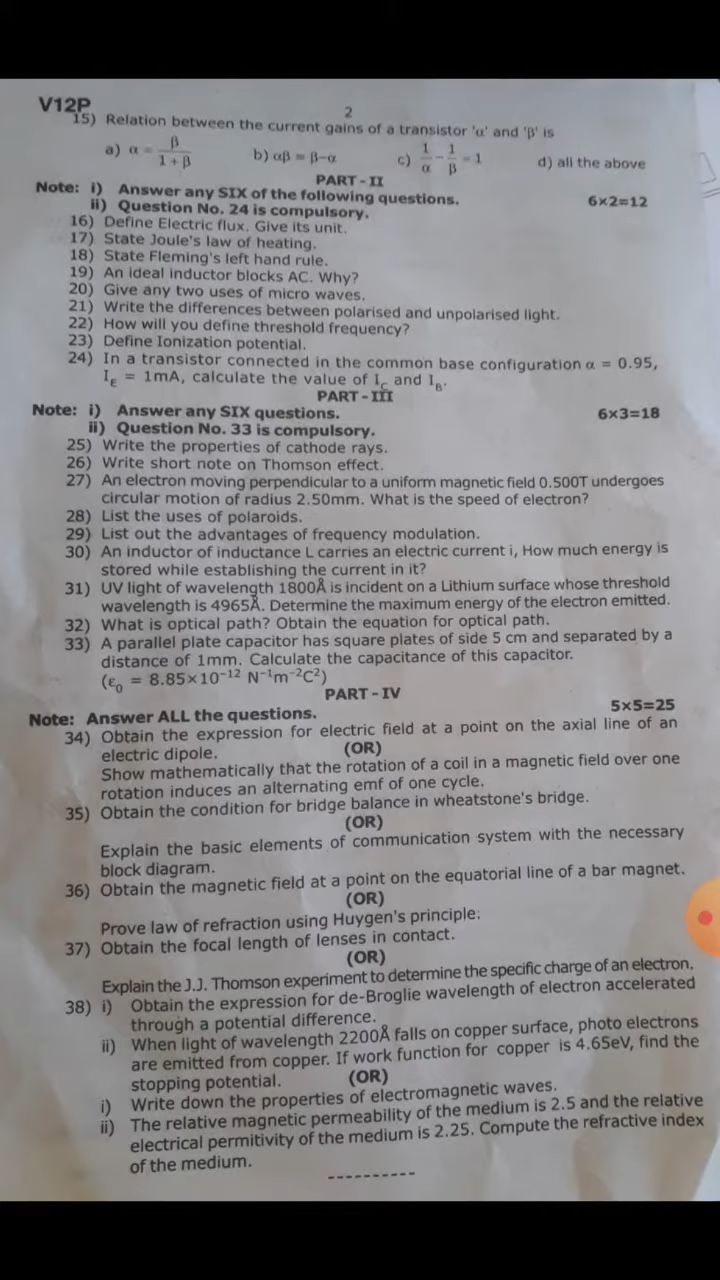 V12P
2
15) Relation between the current gains of a transistor 'α' and 'β' is
a) α = β / 1 + β   b) αβ = β-α   c) 1/α - 1/β = 1   d) all the above
PART - II
Note: i) Answer any SIX of the following questions. 6x2=12
ii) Question No. 24 is compulsory.
16) Define Electric flux. Give its unit.
17) State Joule's law of heating.
18) State Fleming's left hand rule.
19) An ideal inductor blocks AC. Why?
20) Give any two uses of micro waves.
21) Write the differences between polarised and unpolarised light.
22) How will you define threshold frequency?
23) Define Ionization potential.
24) In a transistor connected in the common base configuration α = 0.95,
I_E = 1mA, calculate the value of I_C and I_B.
PART - III
Note: i) Answer any SIX questions. 6x3=18
ii) Question No. 33 is compulsory.
25) Write the properties of cathode rays.
26) Write short note on Thomson effect.
27) An electron moving perpendicular to a uniform magnetic field 0.500T undergoes
circular motion of radius 2.50mm. What is the speed of electron?
28) List the uses of polaroids.
29) List out the advantages of frequency modulation.
30) An inductor of inductance L carries an electric current i, How much energy is
stored while establishing the current in it?
31) UV light of wavelength 1800Å is incident on a Lithium surface whose threshold
wavelength is 4965Å. Determine the maximum energy of the electron emitted.
32) What is optical path? Obtain the equation for optical path.
33) A parallel plate capacitor has square plates of side 5 cm and separated by a
distance of 1mm. Calculate the capacitance of this capacitor.
(ε₀ = 8.85×10⁻¹² N⁻¹m⁻²C²)
PART - IV
Note: Answer ALL the questions. 5x5=25
34) Obtain the expression for electric field at a point on the axial line of an
electric dipole.
(OR)
Show mathematically that the rotation of a coil in a magnetic field over one
rotation induces an alternating emf of one cycle.
35) Obtain the condition for bridge balance in wheatstone's bridge.
(OR)
Explain the basic elements of communication system with the necessary
block diagram.
36) Obtain the magnetic field at a point on the equatorial line of a bar magnet.
(OR)
Prove law of refraction using Huygen's principle.
37) Obtain the focal length of lenses in contact.
(OR)
Explain the J.J. Thomson experiment to determine the specific charge of an electron.
38) i) Obtain the expression for de-Broglie wavelength of electron accelerated
through a potential difference.
ii) When light of wavelength 2200Å falls on copper surface, photo electrons
are emitted from copper. If work function for copper is 4.65eV, find the
stopping potential.
(OR)
i) Write down the properties of electromagnetic waves.
ii) The relative magnetic permeability of the medium is 2.5 and the relative
electrical permitivity of the medium is 2.25. Compute the refractive index
of the medium.
----------